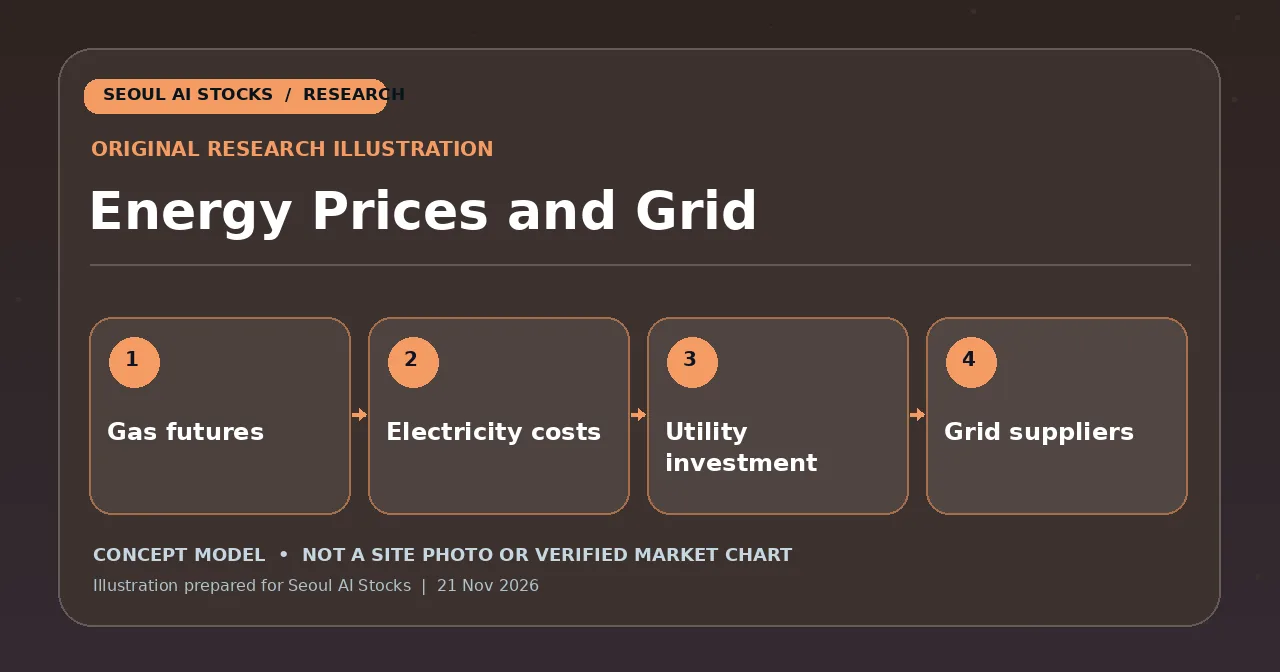 SEOUL AI STOCKS / RESEARCH
ORIGINAL RESEARCH ILLUSTRATION
Energy Prices and Grid
1
Gas futures
2
Electricity costs
3
Utility
investment
4
Grid suppliers
CONCEPT MODEL • NOT A SITE PHOTO OR VERIFIED MARKET CHART
Illustration prepared for Seoul AI Stocks | 21 Nov 2026